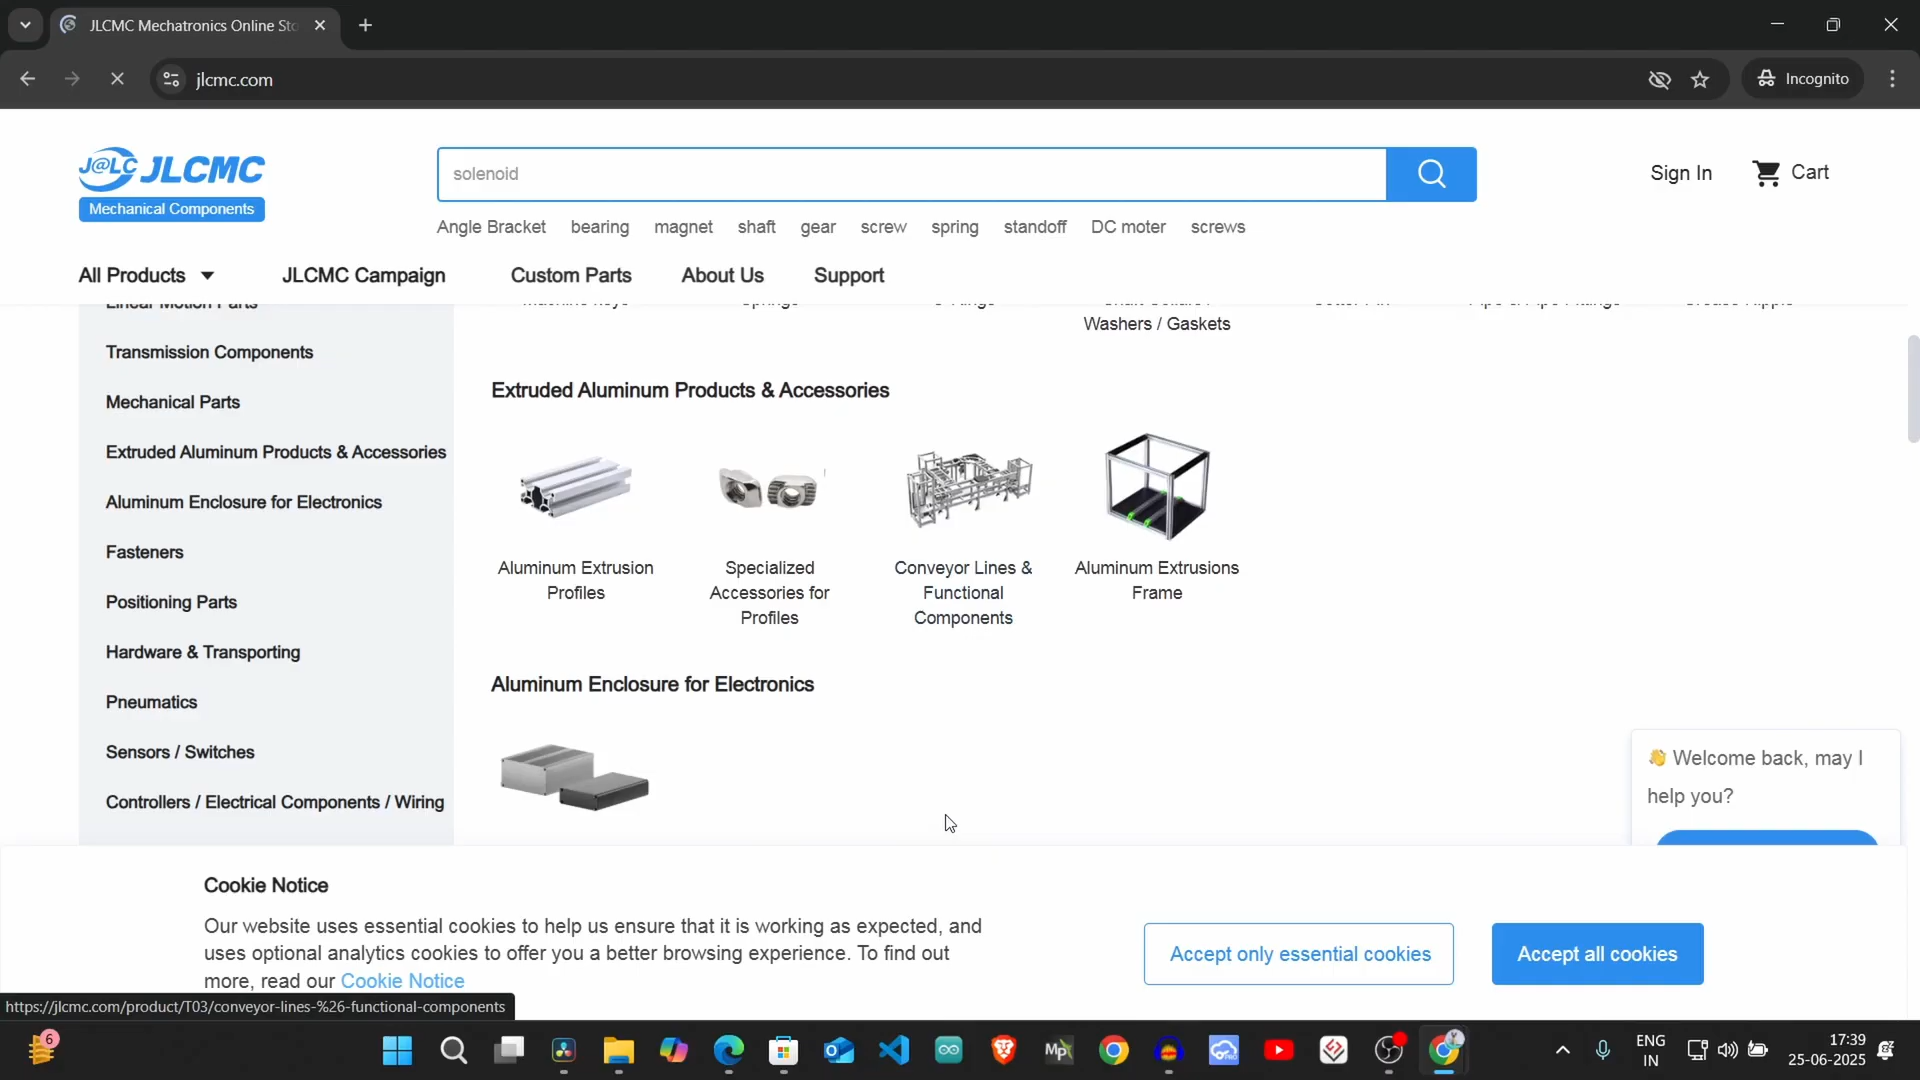 JLCMC Mechatronics Online Sto
jlcmc.com
Incognito
J@LC JLCMC
Mechanical Components
solenoid
Sign In
Cart
Angle Bracket bearing magnet shaft gear screw spring standoff DC moter screws
All Products
JLCMC Campaign
Custom Parts
About Us
Support
Linear Motion Parts
Transmission Components
Mechanical Parts
Extruded Aluminum Products & Accessories
Aluminum Enclosure for Electronics
Fasteners
Positioning Parts
Hardware & Transporting
Pneumatics
Sensors / Switches
Controllers / Electrical Components / Wiring
Washers / Gaskets
Extruded Aluminum Products & Accessories
Aluminum Extrusion
Profiles
Specialized
Accessories for
Profiles
Conveyor Lines &
Functional
Components
Aluminum Extrusions
Frame
Aluminum Enclosure for Electronics
👋 Welcome back, may I
help you?
Cookie Notice
Our website uses essential cookies to help us ensure that it is working as expected, and
uses optional analytics cookies to offer you a better browsing experience. To find out
more, read our Cookie Notice
Accept only essential cookies
Accept all cookies
https://jlcmc.com/product/T03/conveyor-lines-%26-functional-components
6
ENG
IN
17:39
25-06-2025